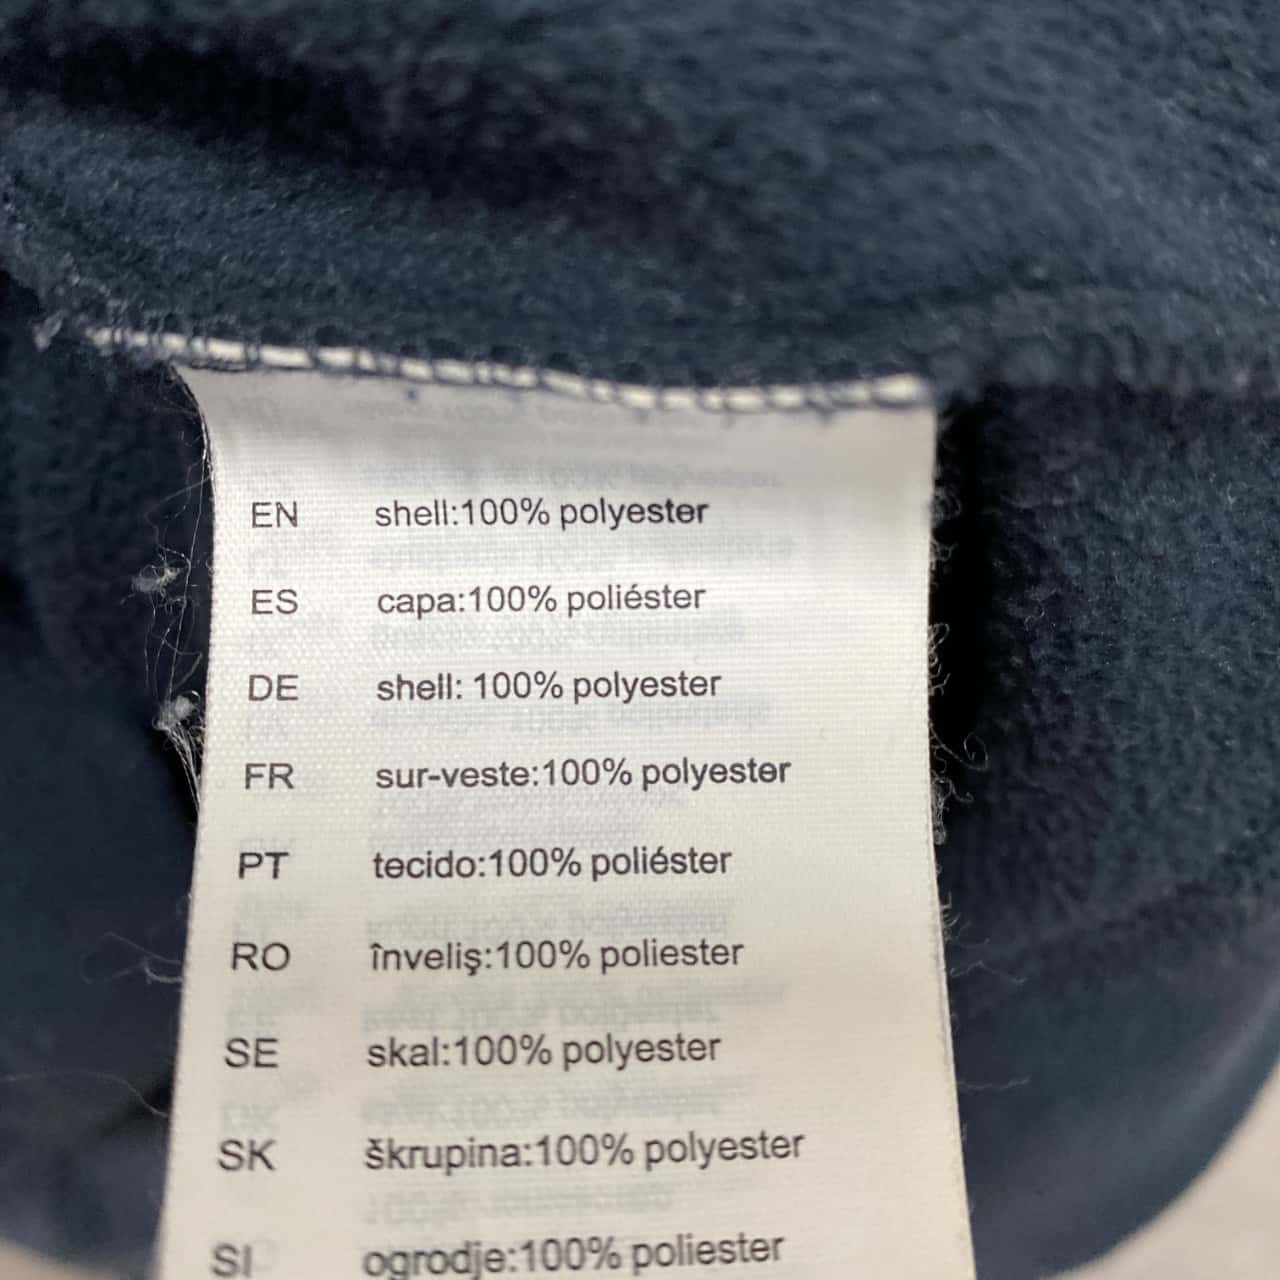 EN shell:100% polyester
ES capa:100% poliéster
DE shell: 100% polyester
FR sur-veste:100% polyester
PT tecido:100% poliéster
RO înveliş:100% poliester
SE skal:100% polyester
SK škrupina:100% polyester
SI ogrodje:100% poliester